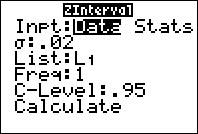 ZInterval
Inpt:Data Stats
σ:.02
List:L₁
Freq:1
C-Level:.95
Calculate